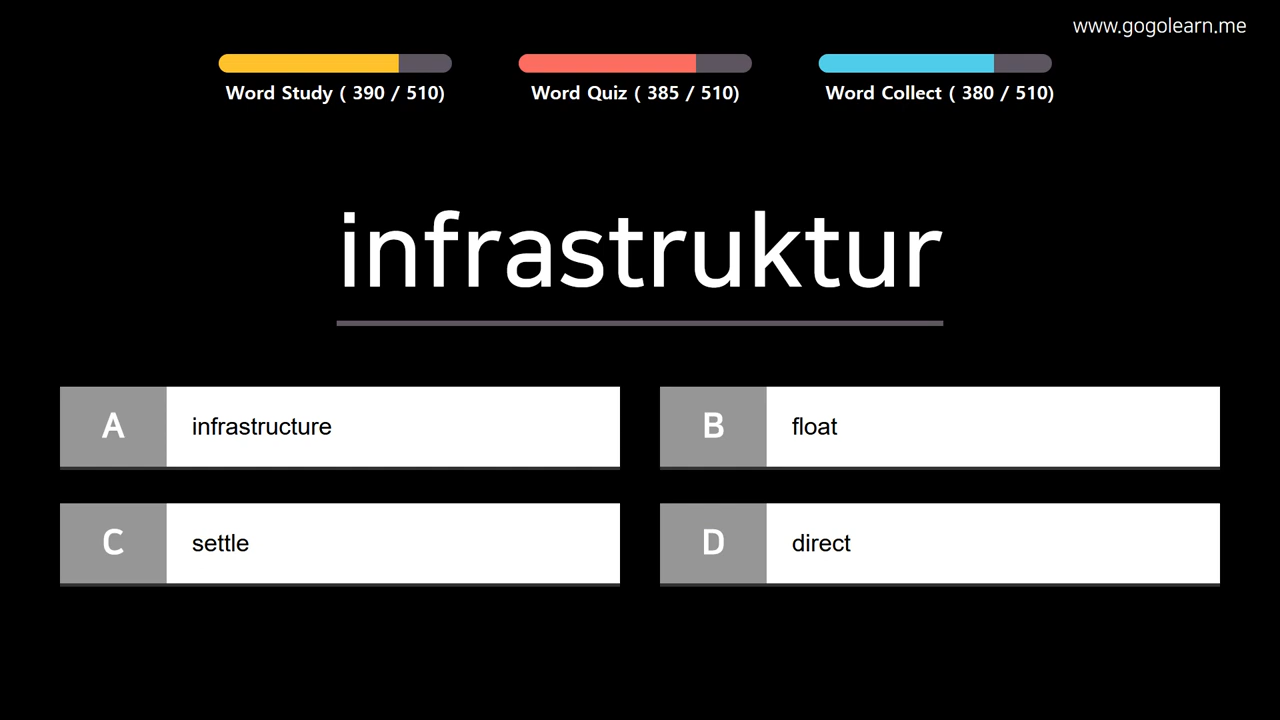 www.gogolearn.me
Word Study ( 390 / 510)
Word Quiz ( 385 / 510)
Word Collect ( 380 / 510)
infrastruktur
A infrastructure
B float
C settle
D direct